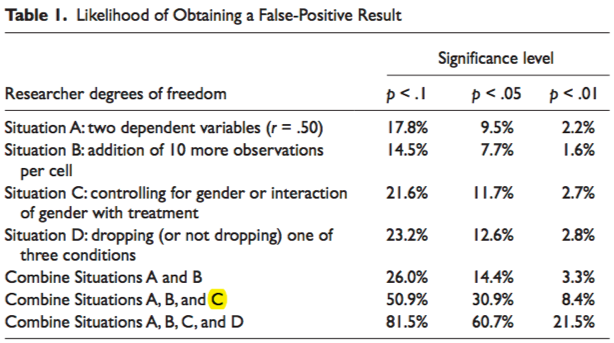 Table 1. Likelihood of Obtaining a False-Positive Result
Significance level
Researcher degrees of freedom p < .1 p < .05 p < .01
Situation A: two dependent variables (r = .50) 17.8% 9.5% 2.2%
Situation B: addition of 10 more observations 14.5% 7.7% 1.6%
per cell
Situation C: controlling for gender or interaction 21.6% 11.7% 2.7%
of gender with treatment
Situation D: dropping (or not dropping) one of 23.2% 12.6% 2.8%
three conditions
Combine Situations A and B 26.0% 14.4% 3.3%
Combine Situations A, B, and C 50.9% 30.9% 8.4%
Combine Situations A, B, C, and D 81.5% 60.7% 21.5%